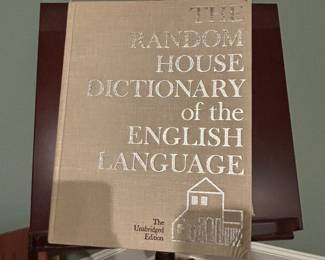 THE
RANDOM
HOUSE
DICTIONARY
of the
ENGLISH
LANGUAGE
The
Unabridged
Edition